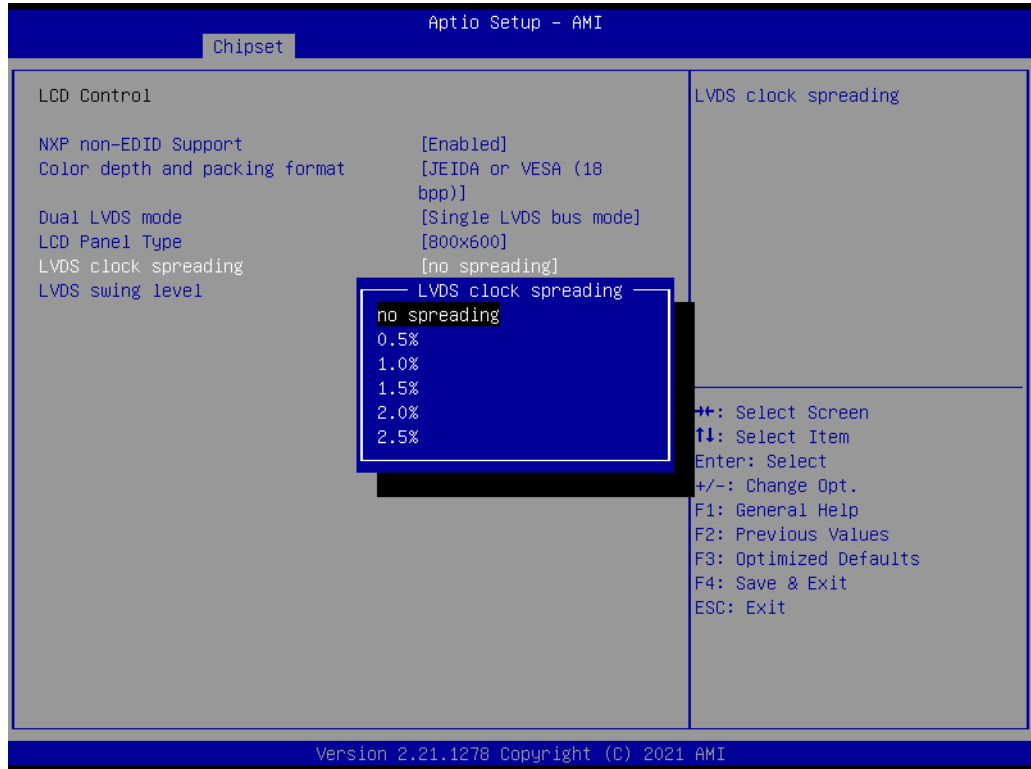 Aptio Setup – AMI
Chipset
LCD Control
NXP non-EDID Support [Enabled]
Color depth and packing format [JEIDA or VESA (18
bpp)]
Dual LVDS mode [Single LVDS bus mode]
LCD Panel Type [800x600]
LVDS clock spreading [no spreading]
LVDS swing level
LVDS clock spreading
no spreading
0.5%
1.0%
1.5%
2.0%
2.5%
LVDS clock spreading
→←: Select Screen
↑↓: Select Item
Enter: Select
+/-: Change Opt.
F1: General Help
F2: Previous Values
F3: Optimized Defaults
F4: Save & Exit
ESC: Exit
Version 2.21.1278 Copyright (C) 2021 AMI